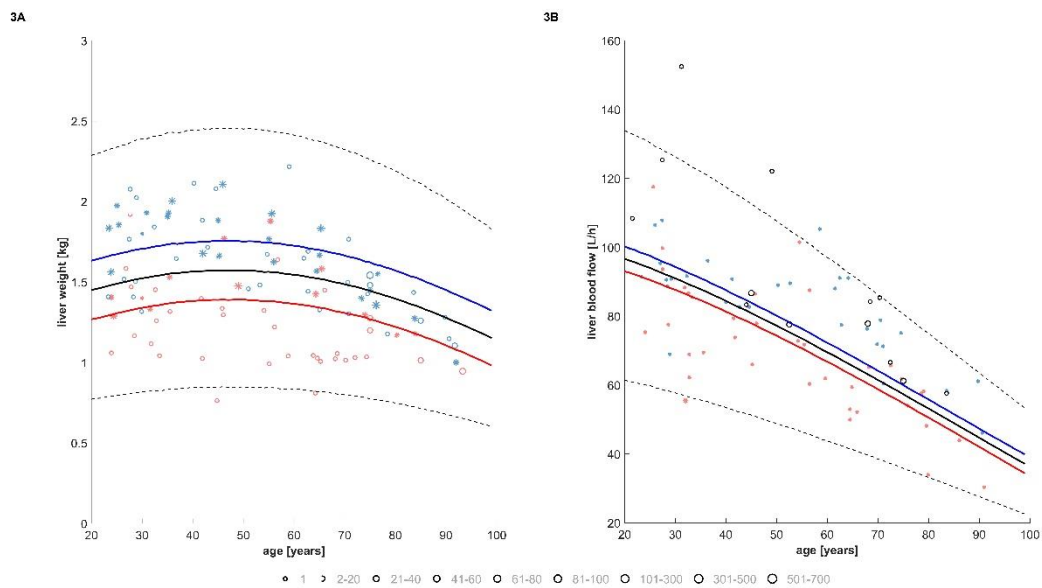 3A
3B
3
2.5
2
1.5
1
0.5
0
liver weight [kg]
20 30 40 50 60 70 80 90 100
age [years]
160
140
120
100
80
60
40
20
liver blood flow [L/h]
20 30 40 50 60 70 80 90 100
age [years]
1 2-20 21-40 41-60 61-80 81-100 101-300 301-500 501-700